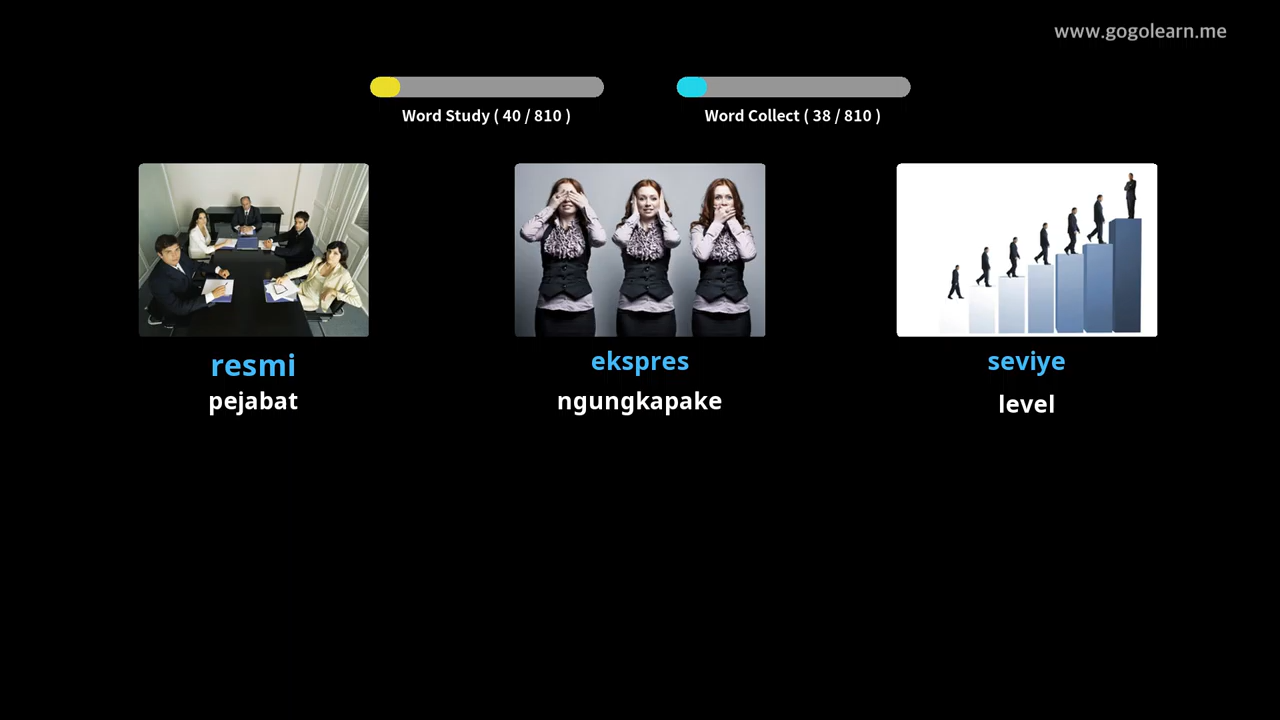 www.gogolearn.me
Word Study ( 40 / 810 )
Word Collect ( 38 / 810 )
resmi
pejabat
ekspres
ngungkapake
seviye
level